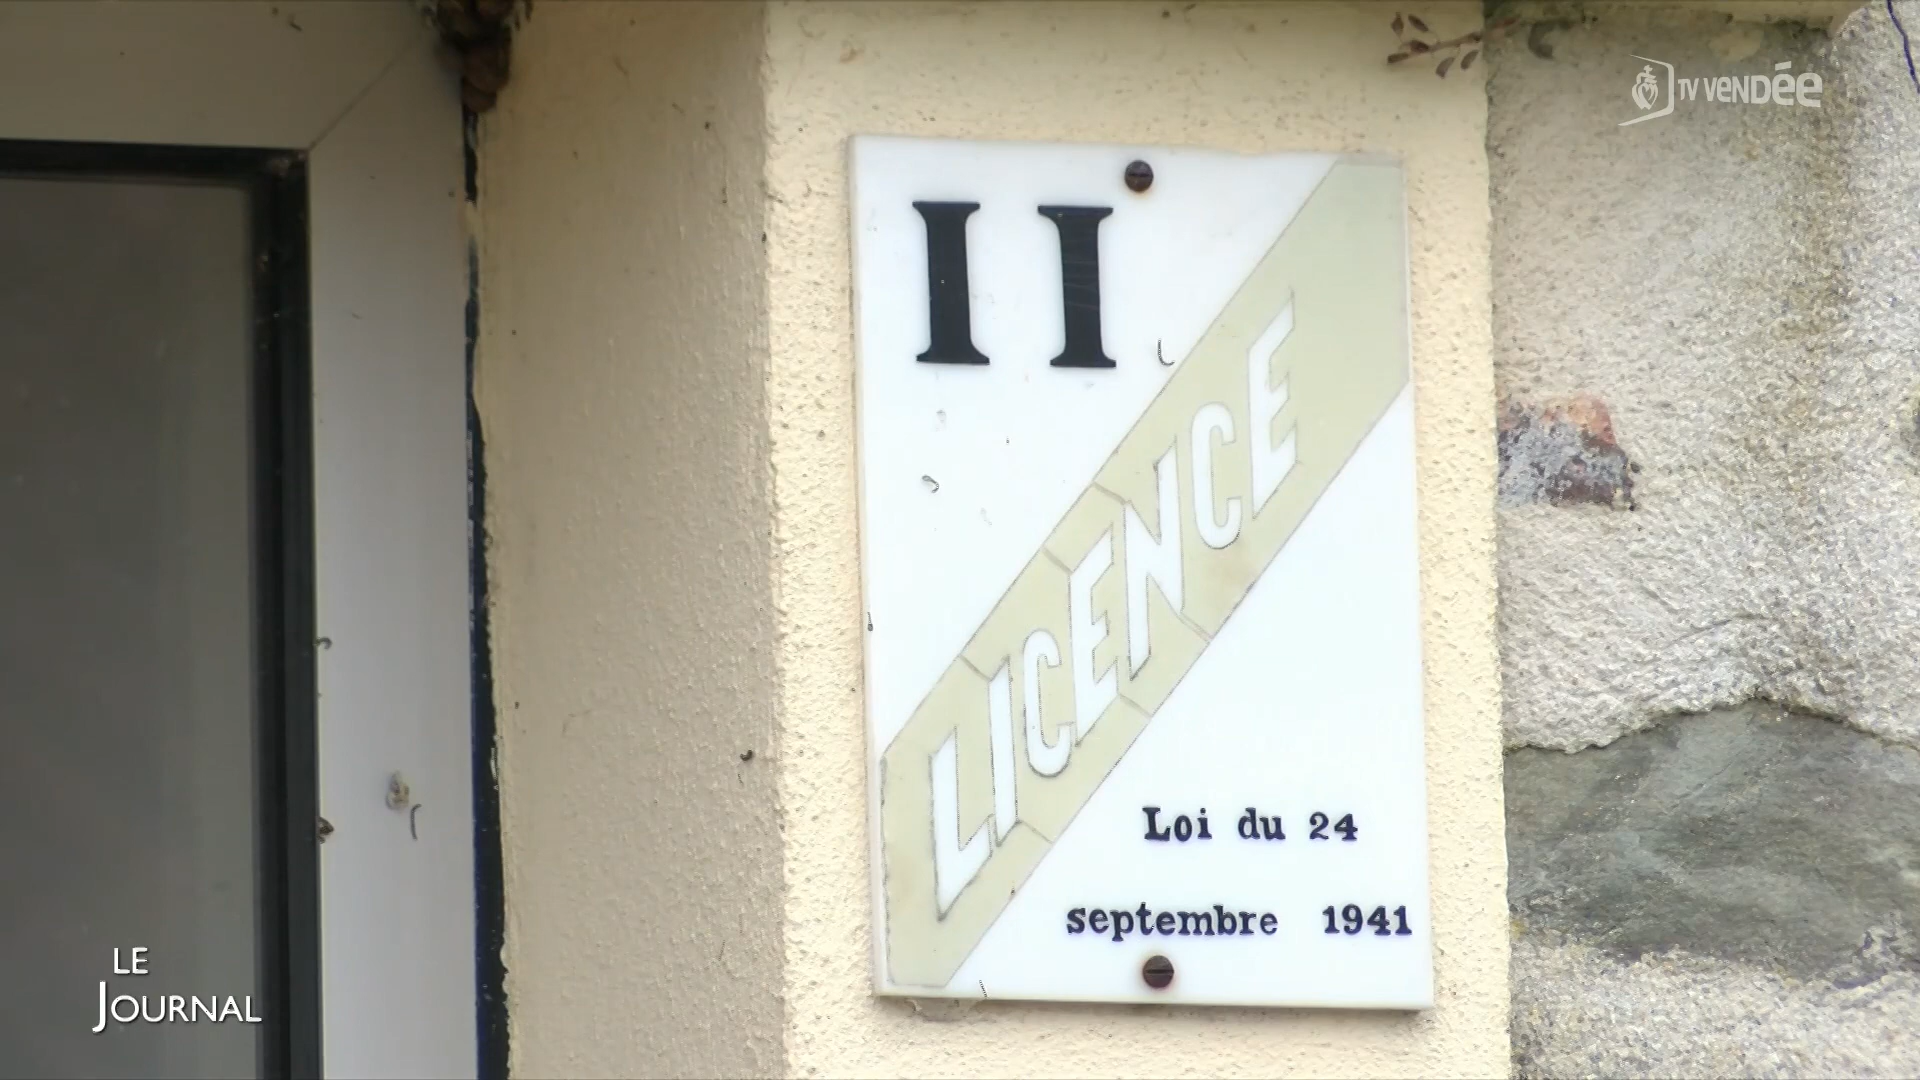 TV VENDÉE
II
LICENCE
Loi du 24
septembre 1941
LE
JOURNAL